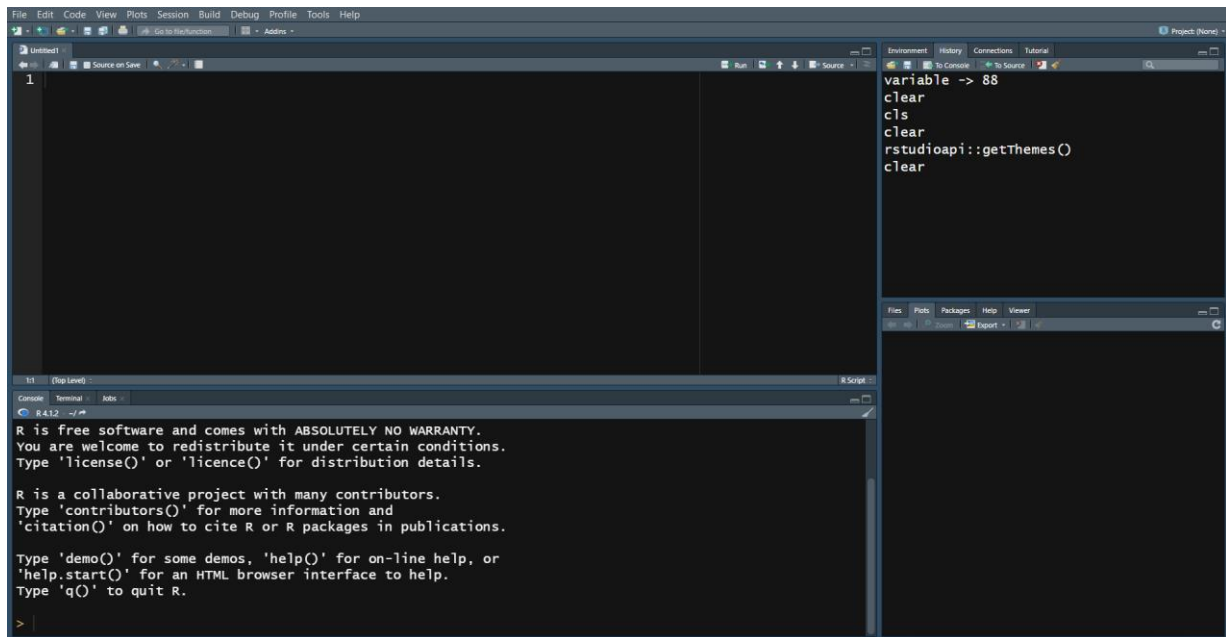 File Edit Code View Plots Session Build Debug Profile Tools Help
Go to file/function Addins
Project: (None)
Untitled1
Source on Save Run Source
1
1:1 (Top Level) R Script
Console Terminal Jobs
R 4.1.2 · ~/
R is free software and comes with ABSOLUTELY NO WARRANTY.
You are welcome to redistribute it under certain conditions.
Type 'license()' or 'licence()' for distribution details.
R is a collaborative project with many contributors.
Type 'contributors()' for more information and
'citation()' on how to cite R or R packages in publications.
Type 'demo()' for some demos, 'help()' for on-line help, or
'help.start()' for an HTML browser interface to help.
Type 'q()' to quit R.
>
Environment History Connections Tutorial
To Console To Source
variable -> 88
clear
cls
clear
rstudioapi::getThemes()
clear
Files Plots Packages Help Viewer
Zoom Export